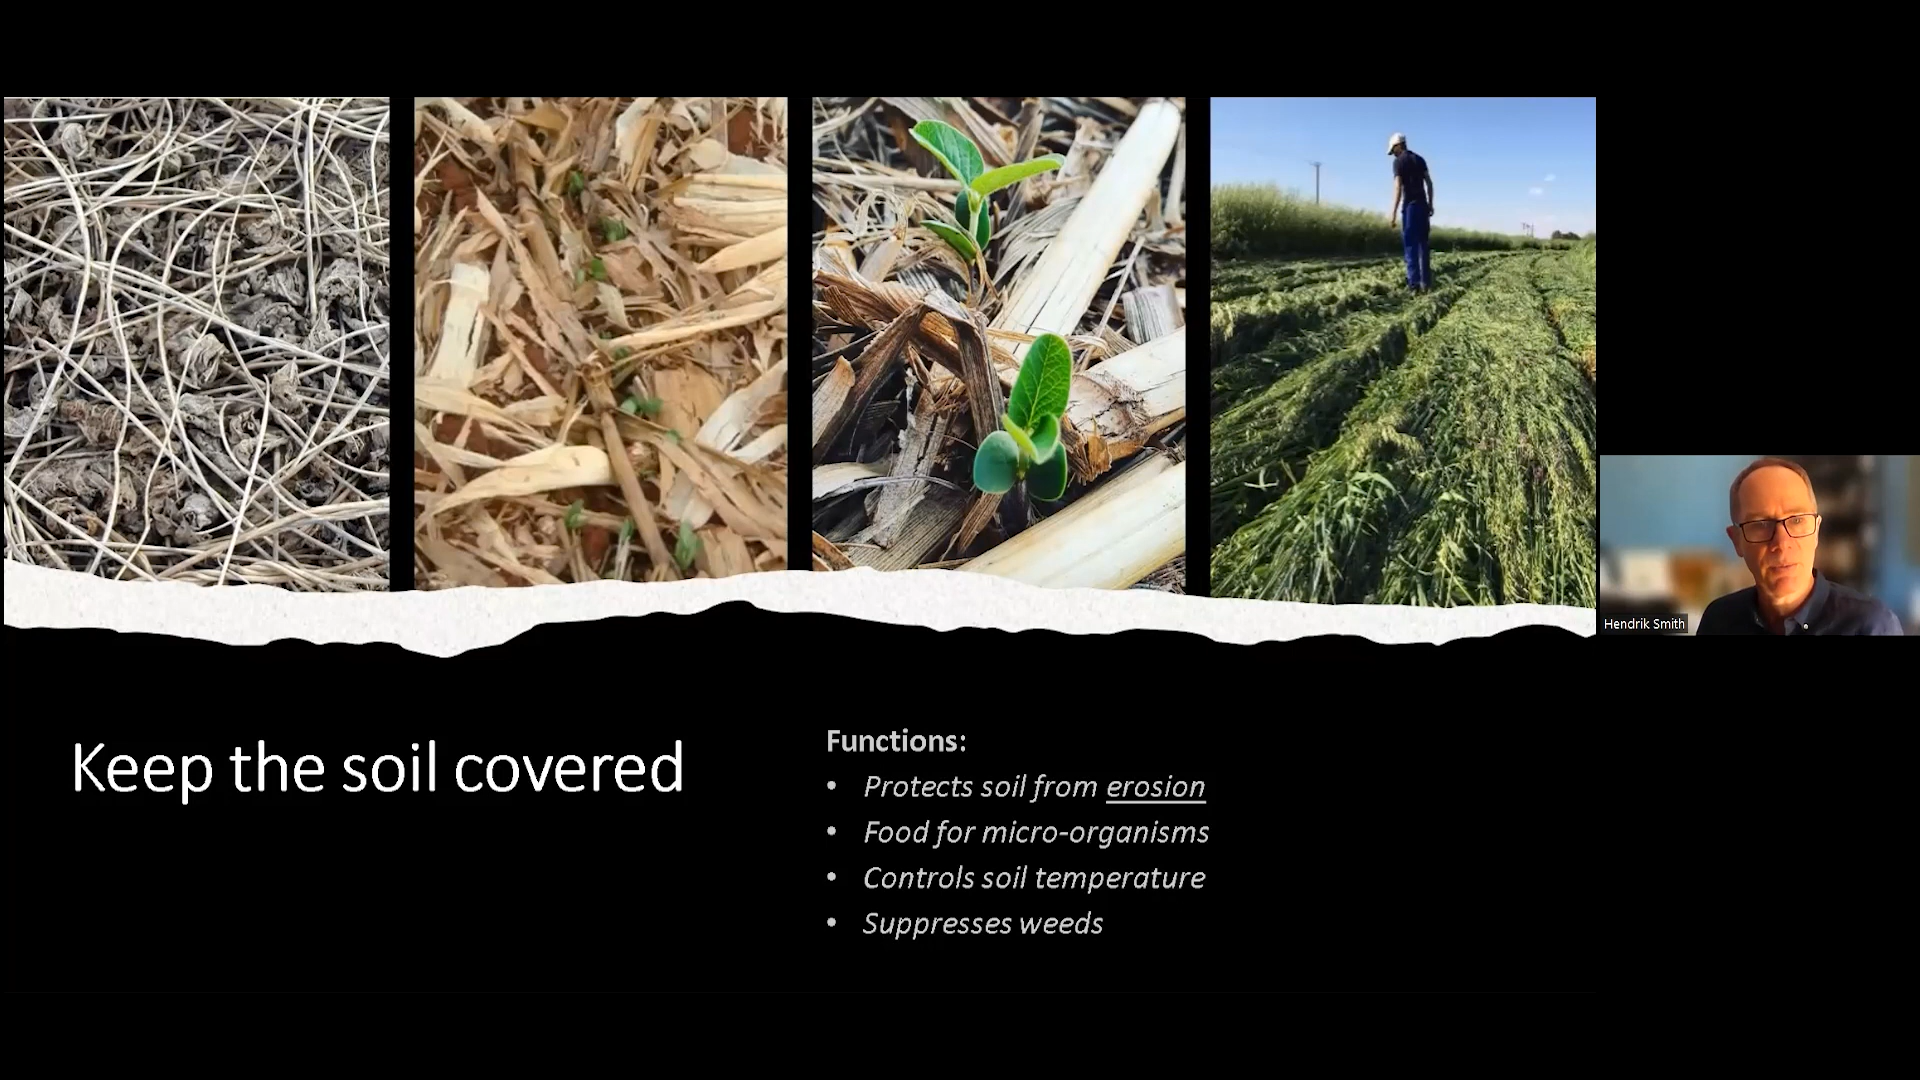 Keep the soil covered
Functions:
• Protects soil from erosion
• Food for micro-organisms
• Controls soil temperature
• Suppresses weeds
Hendrik Smith